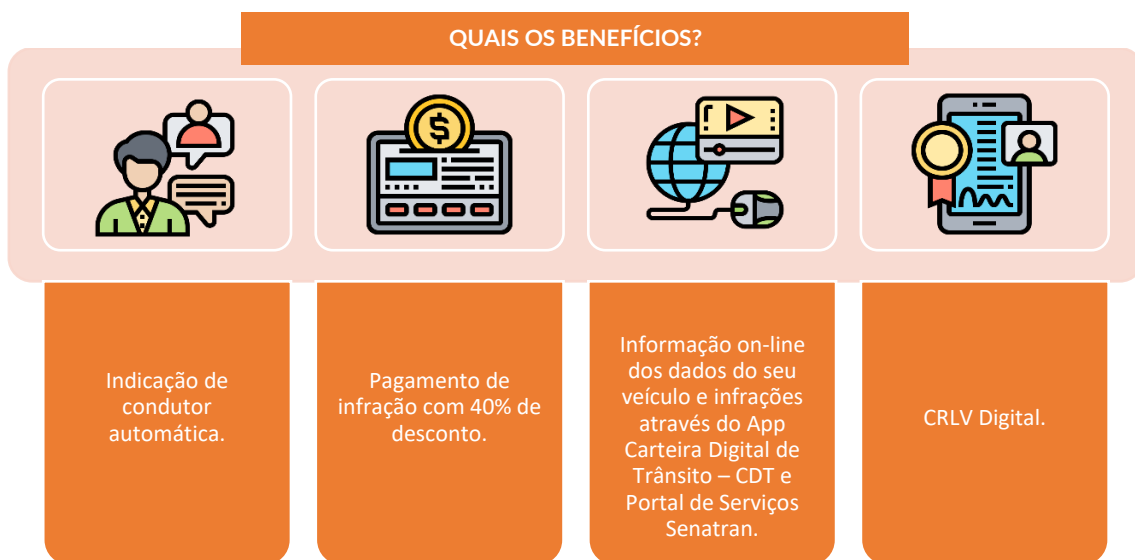 QUAIS OS BENEFÍCIOS?
Indicação de
condutor
automática.
Pagamento de
infração com 40% de
desconto.
Informação on-line
dos dados do seu
veículo e infrações
através do App
Carteira Digital de
Trânsito – CDT e
Portal de Serviços
Senatran.
CRLV Digital.